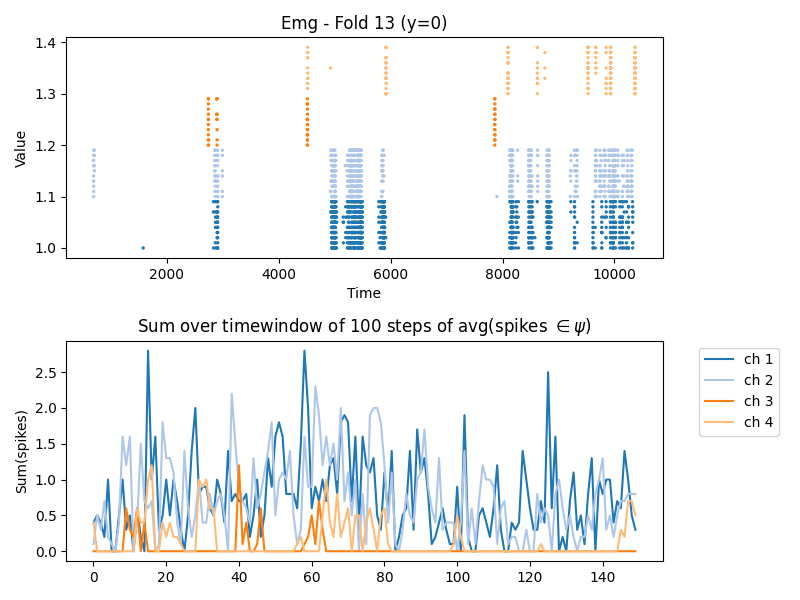 Emg - Fold 13 (y=0)
1.4
1.3
1.2
1.1
1.0
Value
2000 4000 6000 8000 10000
Time
Sum over timewindow of 100 steps of avg(spikes ∈ ψ)
2.5
2.0
1.5
1.0
0.5
0.0
Sum(spikes)
0 20 40 60 80 100 120 140
ch 1
ch 2
ch 3
ch 4